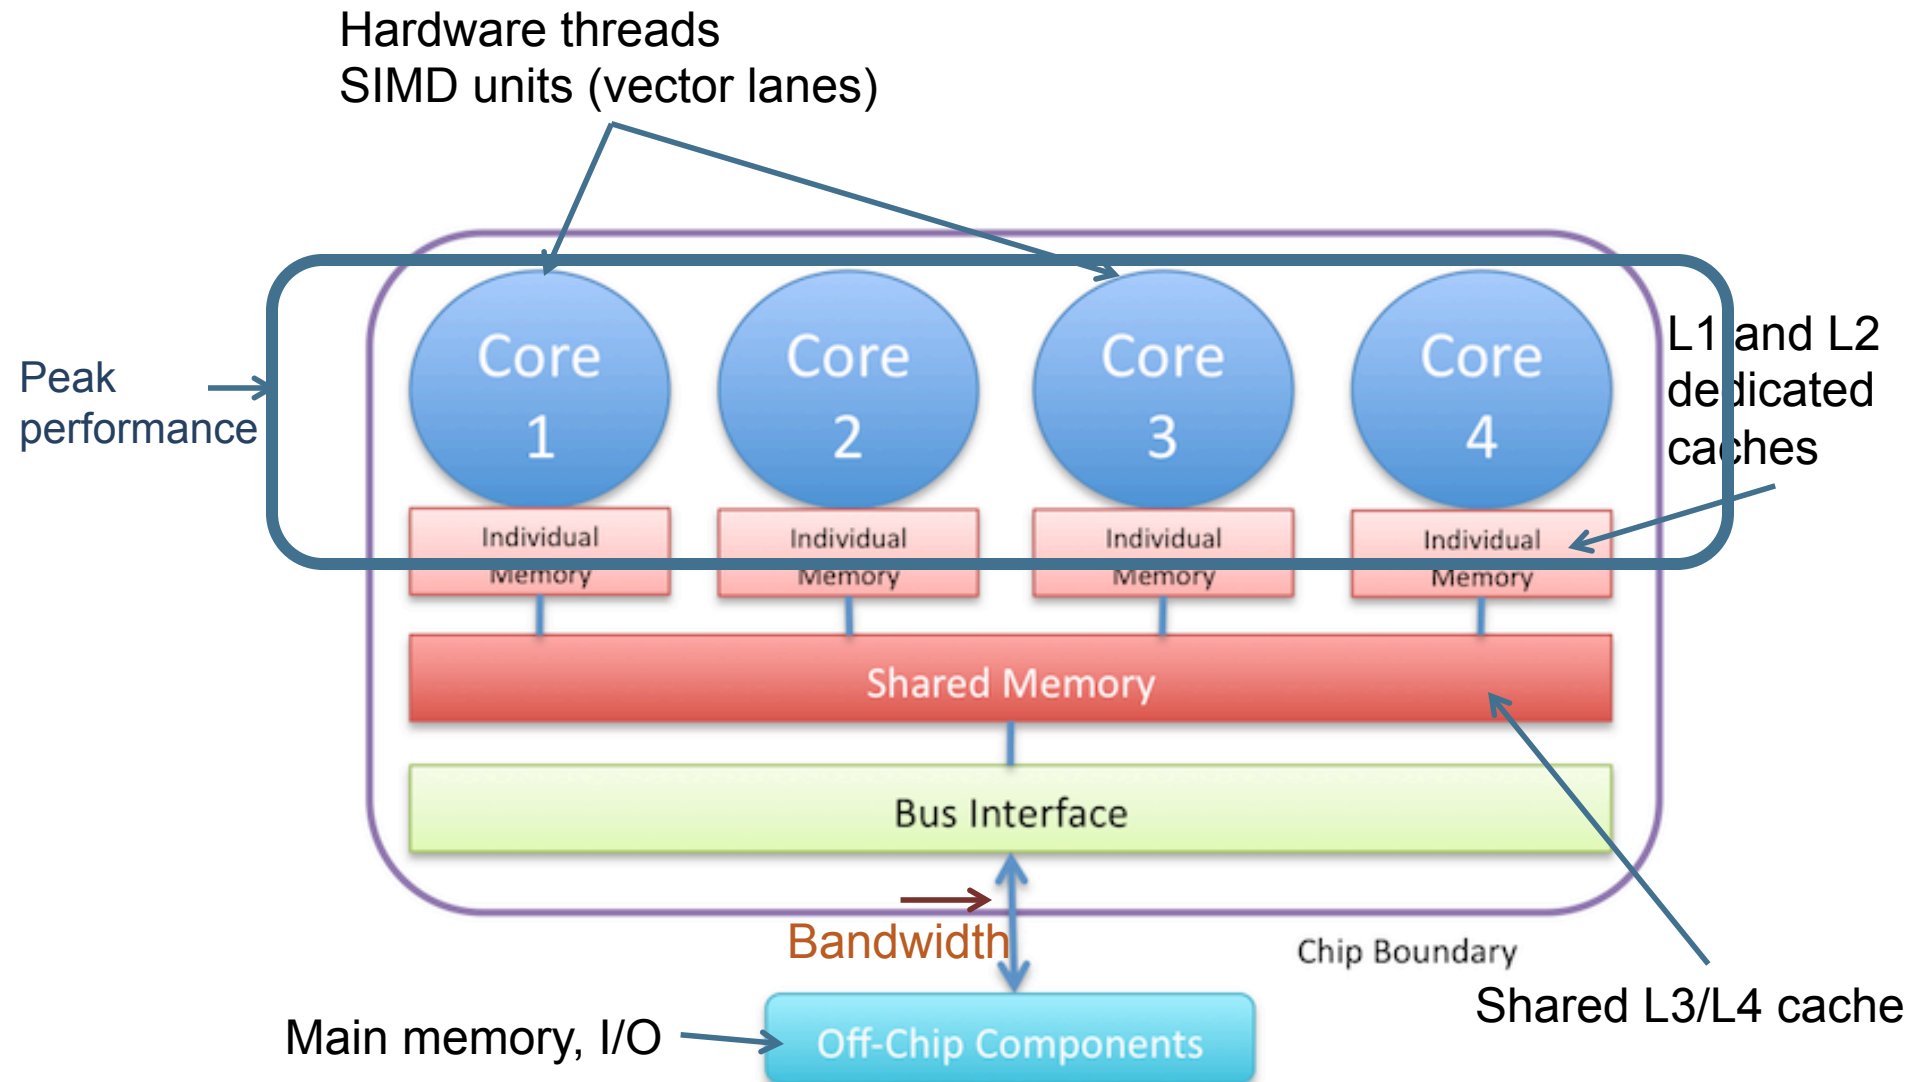 Hardware threads
SIMD units (vector lanes)
Core
1
Core
2
Core
3
Core
4
Peak
performance
L1 and L2
dedicated
caches
Individual
Memory
Individual
Memory
Individual
Memory
Individual
Memory
Shared Memory
Bus Interface
Bandwidth
Chip Boundary
Shared L3/L4 cache
Main memory, I/O
Off-Chip Components